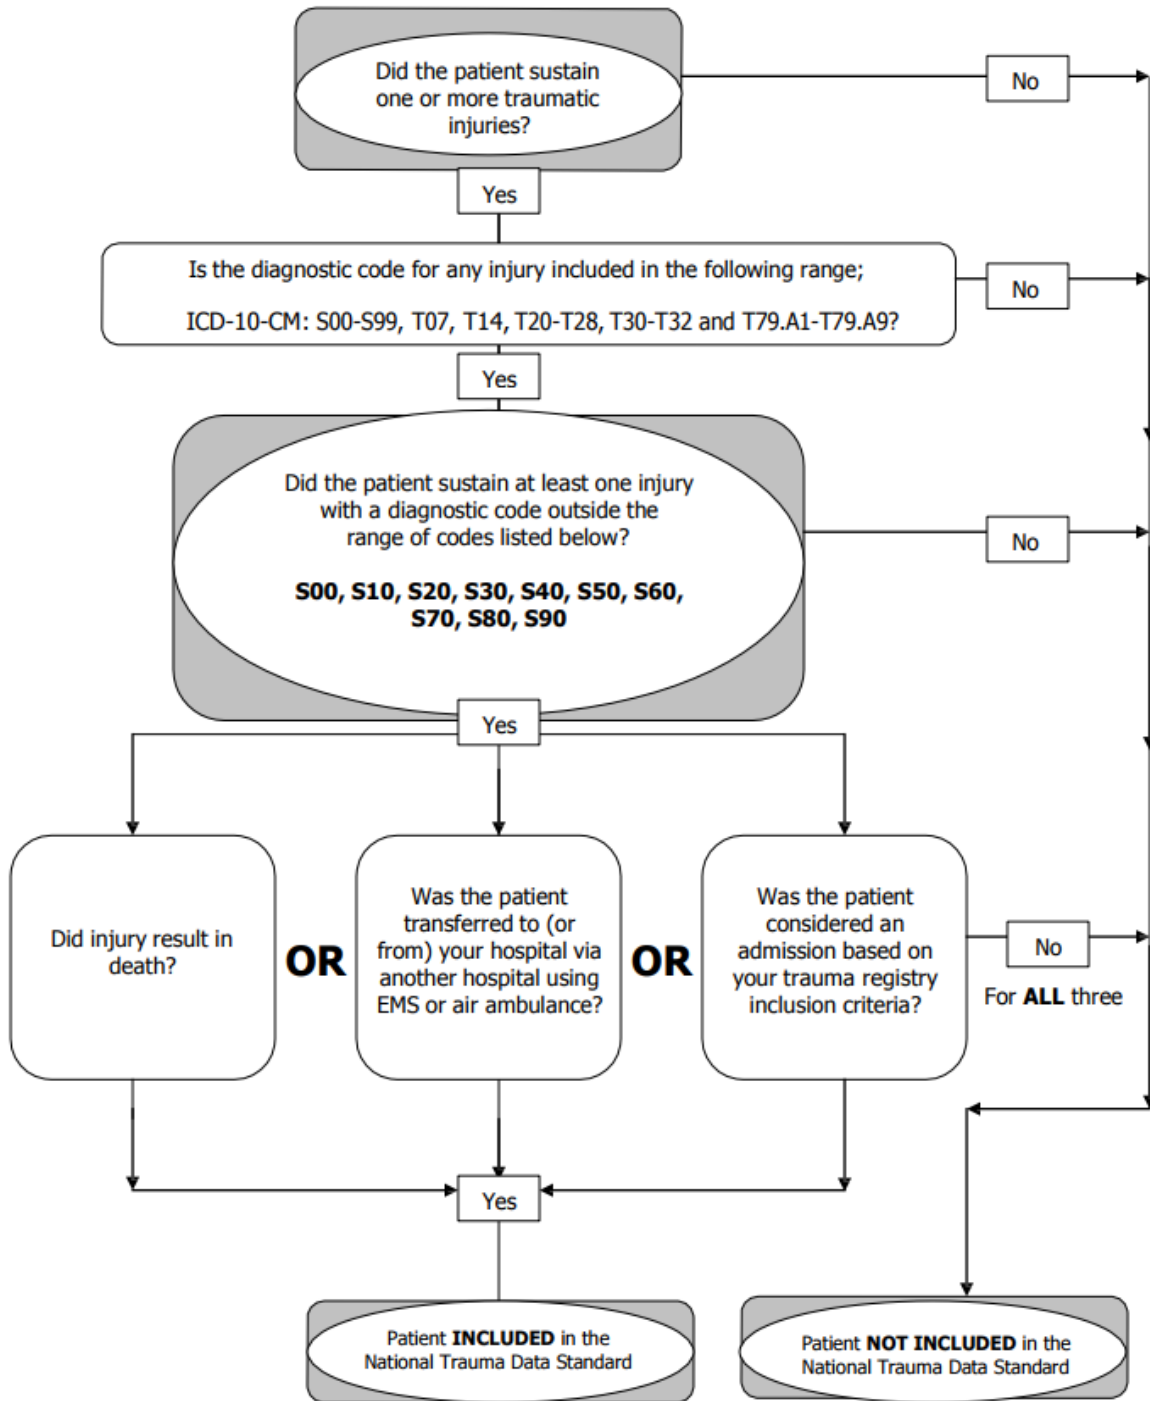 Did the patient sustain
one or more traumatic
injuries?
No
Yes
Is the diagnostic code for any injury included in the following range;
ICD-10-CM: S00-S99, T07, T14, T20-T28, T30-T32 and T79.A1-T79.A9?
No
Yes
Did the patient sustain at least one injury
with a diagnostic code outside the
range of codes listed below?
S00, S10, S20, S30, S40, S50, S60,
S70, S80, S90
No
Yes
Did injury result in
death?
OR
Was the patient
transferred to (or
from) your hospital via
another hospital using
EMS or air ambulance?
OR
Was the patient
considered an
admission based on
your trauma registry
inclusion criteria?
No
For ALL three
Yes
Patient INCLUDED in the
National Trauma Data Standard
Patient NOT INCLUDED in the
National Trauma Data Standard